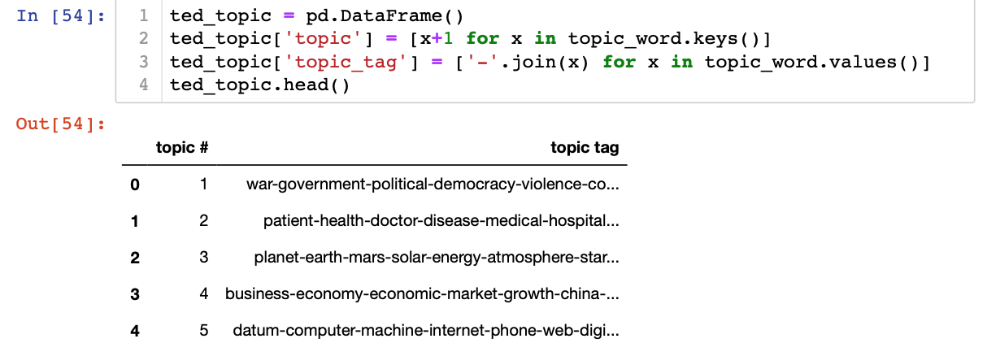 In [54]:
1 ted_topic = pd.DataFrame()
2 ted_topic['topic'] = [x+1 for x in topic_word.keys()]
3 ted_topic['topic_tag'] = ['-'.join(x) for x in topic_word.values()]
4 ted_topic.head()
Out[54]:
topic # topic tag
0 1 war-government-political-democracy-violence-co...
1 2 patient-health-doctor-disease-medical-hospital...
2 3 planet-earth-mars-solar-energy-atmosphere-star...
3 4 business-economy-economic-market-growth-china-...
4 5 datum-computer-machine-internet-phone-web-digi...